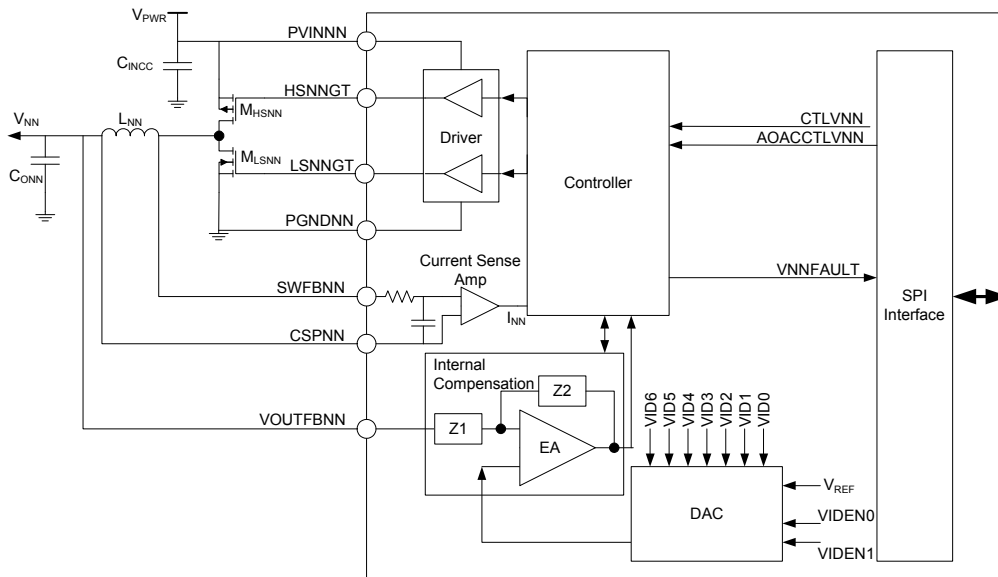 VPWR
PVINNN
CINCC
HSNNGT
MHSNN
VNN
LNN
CONN
MLSNN
LSNNGT
PGNDNN
Driver
Controller
CTLVNN
AOACCTLVNN
VNNFAULT
SPI
Interface
Current Sense
Amp
SWFBNN
INN
CSPNN
Internal
Compensation
Z2
VOUTFBNN
Z1
EA
VID6
VID5
VID4
VID3
VID2
VID1
VID0
DAC
VREF
VIDEN0
VIDEN1